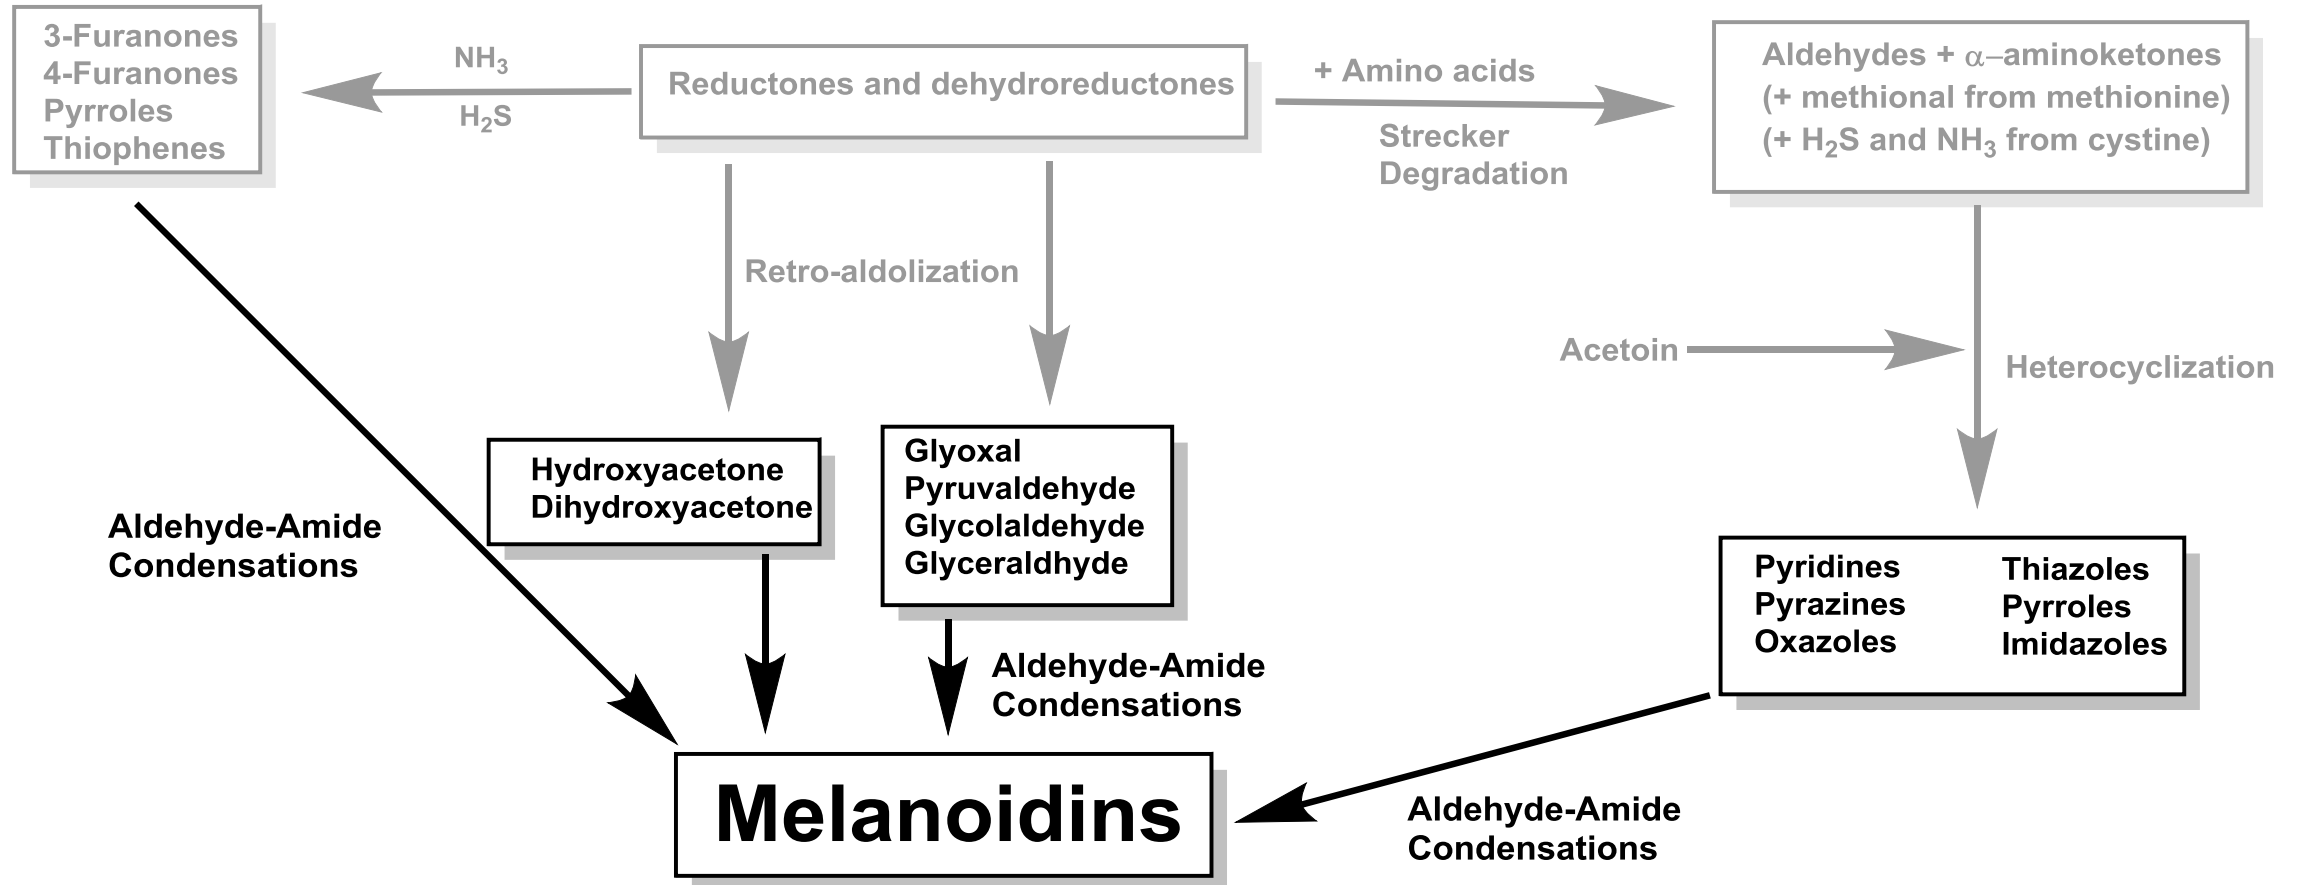 3-Furanones
4-Furanones
Pyrroles
Thiophenes
NH₃
H₂S
Reductones and dehydroreductones
+ Amino acids
Strecker
Degradation
Aldehydes + α–aminoketones
(+ methional from methionine)
(+ H₂S and NH₃ from cystine)
Retro-aldolization
Acetoin
Heterocyclization
Hydroxyacetone
Dihydroxyacetone
Glyoxal
Pyruvaldehyde
Glycolaldehyde
Glyceraldhyde
Aldehyde-Amide
Condensations
Pyridines
Pyrazines
Oxazoles
Thiazoles
Pyrroles
Imidazoles
Aldehyde-Amide
Condensations
Melanoidins
Aldehyde-Amide
Condensations